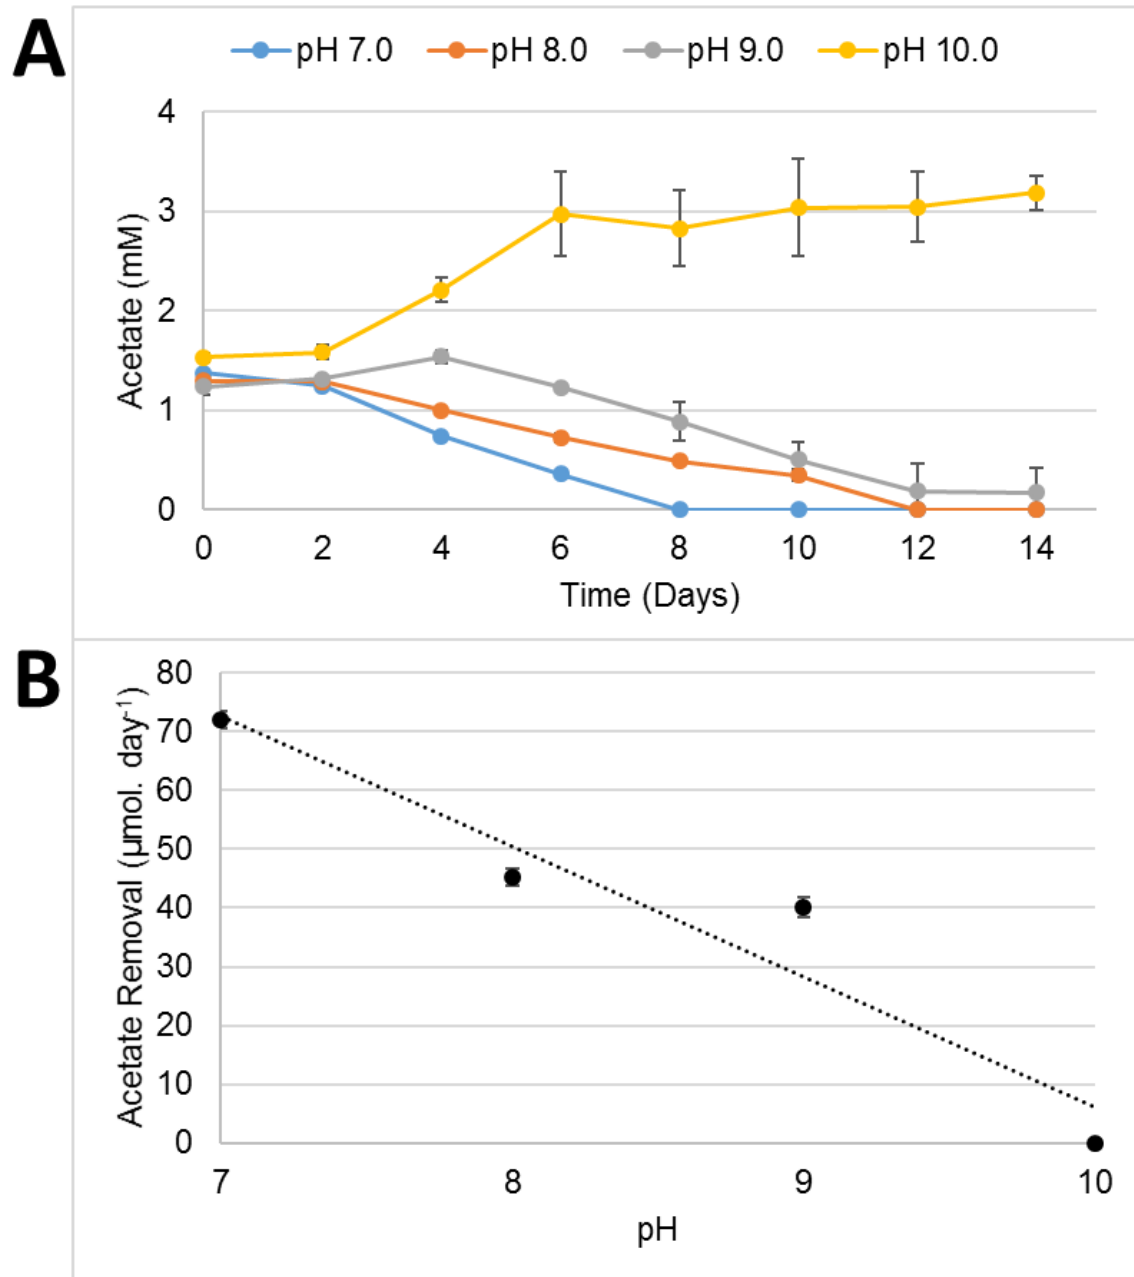 A
pH 7.0 pH 8.0 pH 9.0 pH 10.0
4
3
2
1
0
Acetate (mM)
0 2 4 6 8 10 12 14
Time (Days)
B
80
70
60
50
40
30
20
10
0
Acetate Removal (µmol. day⁻¹)
7 8 9 10
pH